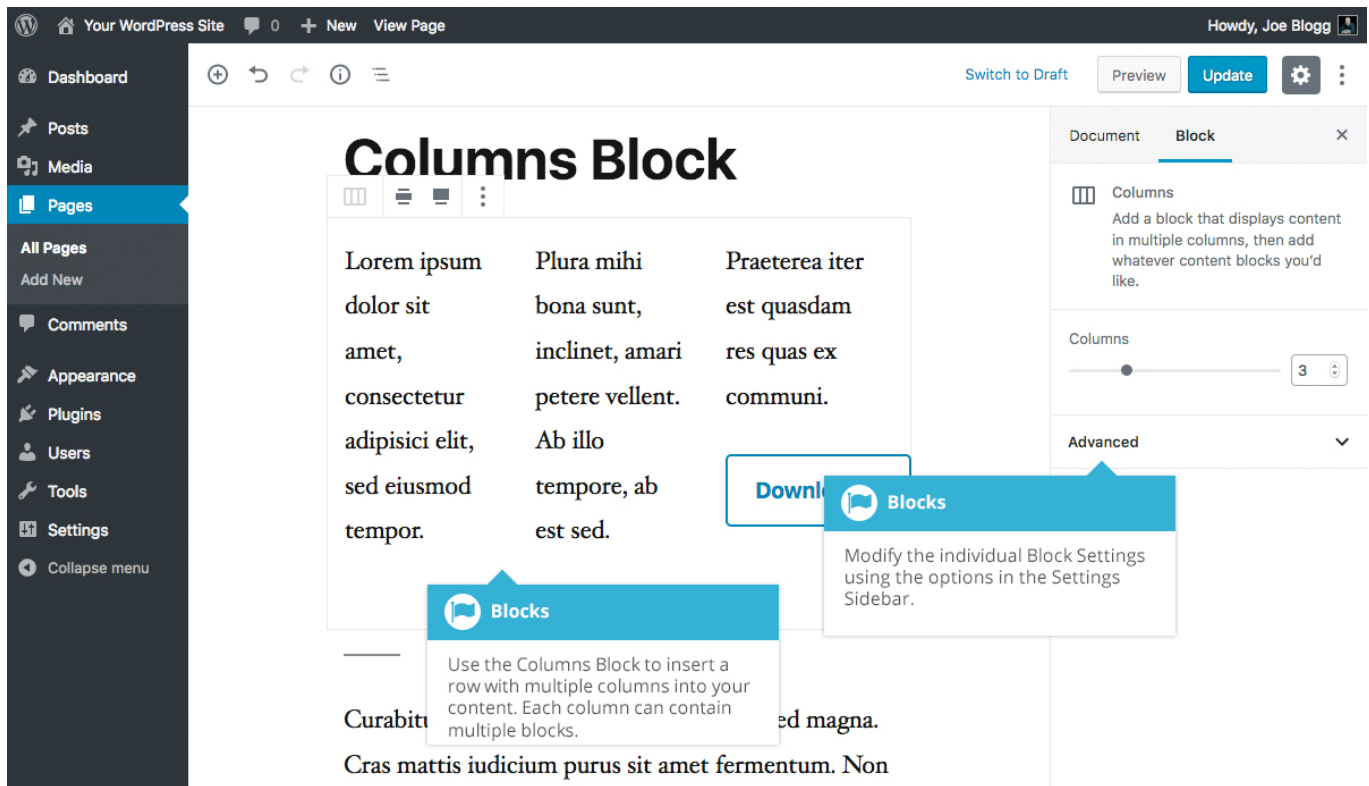 Your WordPress Site 0 New View Page Howdy, Joe Blogg
Dashboard
Posts
Media
Pages
All Pages
Add New
Comments
Appearance
Plugins
Users
Tools
Settings
Collapse menu
Switch to Draft Preview Update
Columns Block
Lorem ipsum
dolor sit
amet,
consectetur
adipisici elit,
sed eiusmod
tempor.
Plura mihi
bona sunt,
inclinet, amari
petere vellent.
Ab illo
tempore, ab
est sed.
Praeterea iter
est quasdam
res quas ex
communi.
Blocks
Use the Columns Block to insert a
row with multiple columns into your
content. Each column can contain
multiple blocks.
ed magna.
Cras mattis iudicium purus sit amet fermentum. Non
Document Block
Columns
Add a block that displays content
in multiple columns, then add
whatever content blocks you’d
like.
Columns
3
Advanced
Blocks
Modify the individual Block Settings
using the options in the Settings
Sidebar.